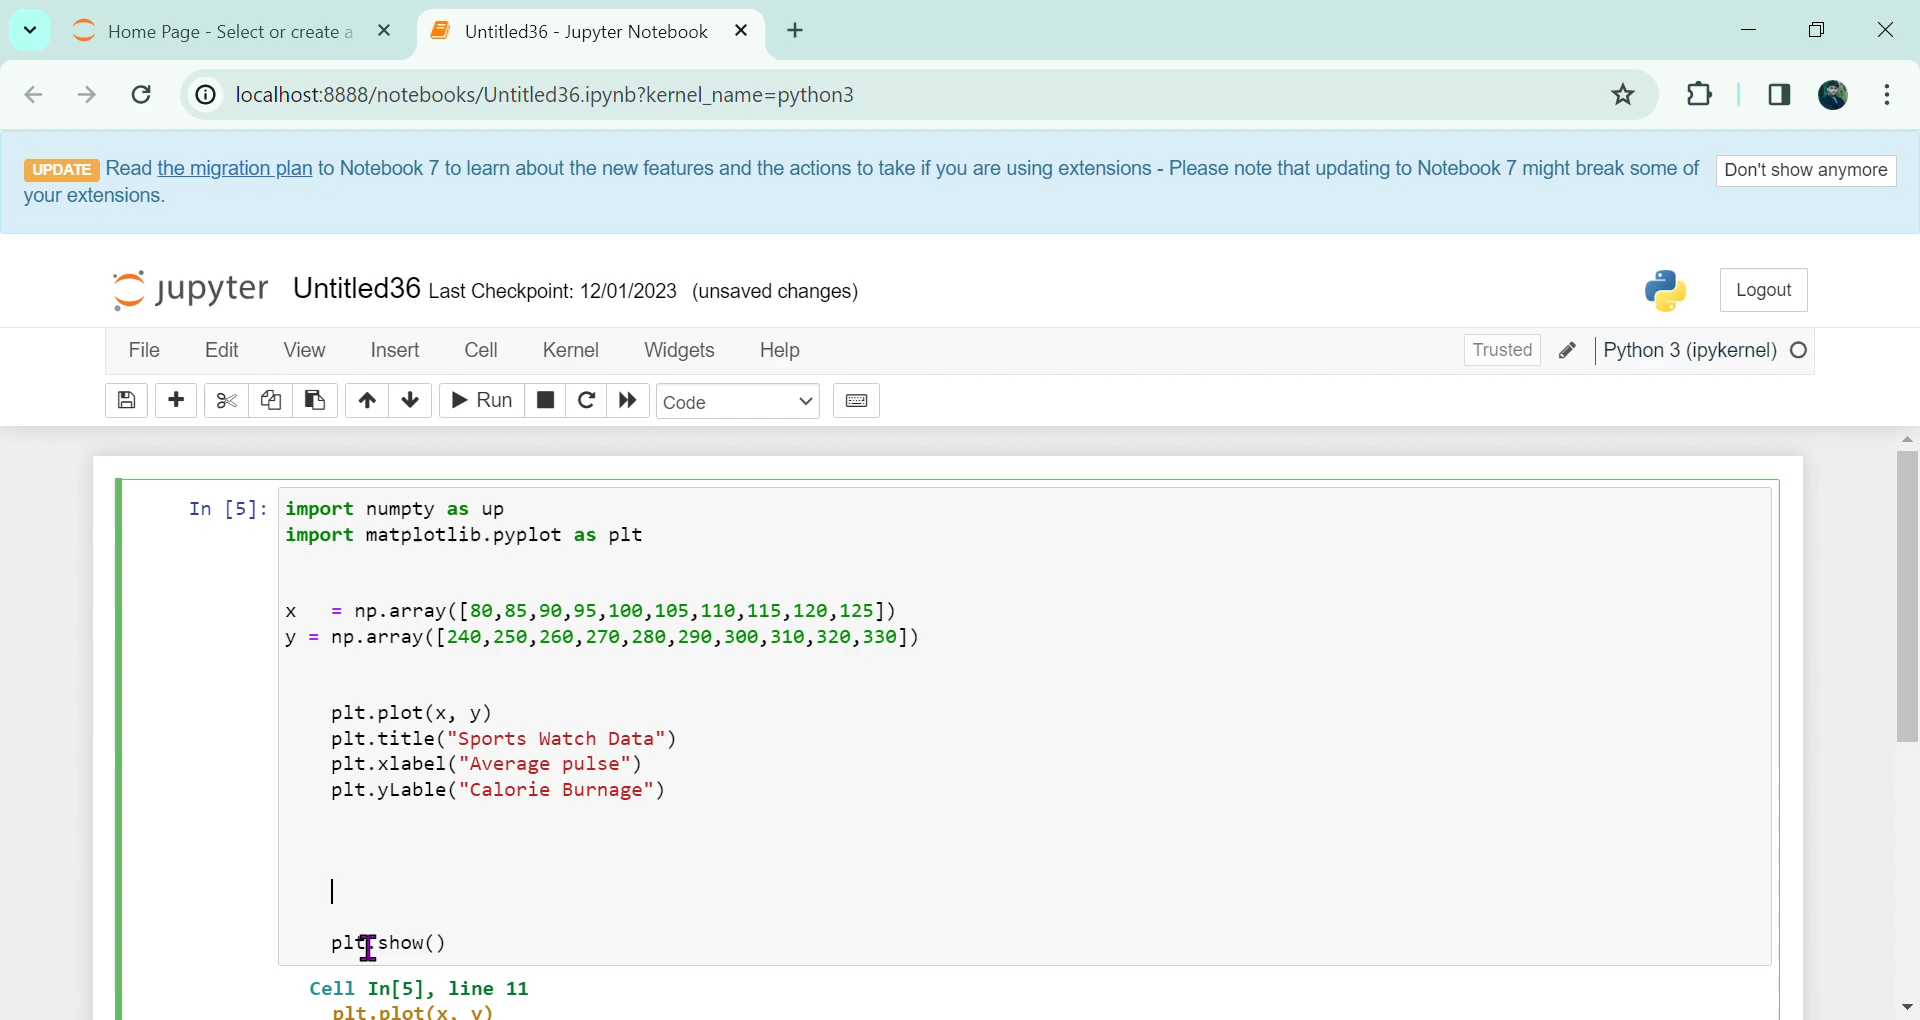 Home Page - Select or create a
Untitled36 - Jupyter Notebook
localhost:8888/notebooks/Untitled36.ipynb?kernel_name=python3
UPDATE Read the migration plan to Notebook 7 to learn about the new features and the actions to take if you are using extensions - Please note that updating to Notebook 7 might break some of
your extensions.
Don't show anymore
jupyter Untitled36 Last Checkpoint: 12/01/2023 (unsaved changes)
Logout
File Edit View Insert Cell Kernel Widgets Help
Trusted Python 3 (ipykernel)
Run Code
In [5]: import numpty as up
import matplotlib.pyplot as plt
x   = np.array([80,85,90,95,100,105,110,115,120,125])
y = np.array([240,250,260,270,280,290,300,310,320,330])
    plt.plot(x, y)
    plt.title("Sports Watch Data")
    plt.xlabel("Average pulse")
    plt.yLable("Calorie Burnage")
    plt.show()
Cell In[5], line 11
  plt.plot(x, y)